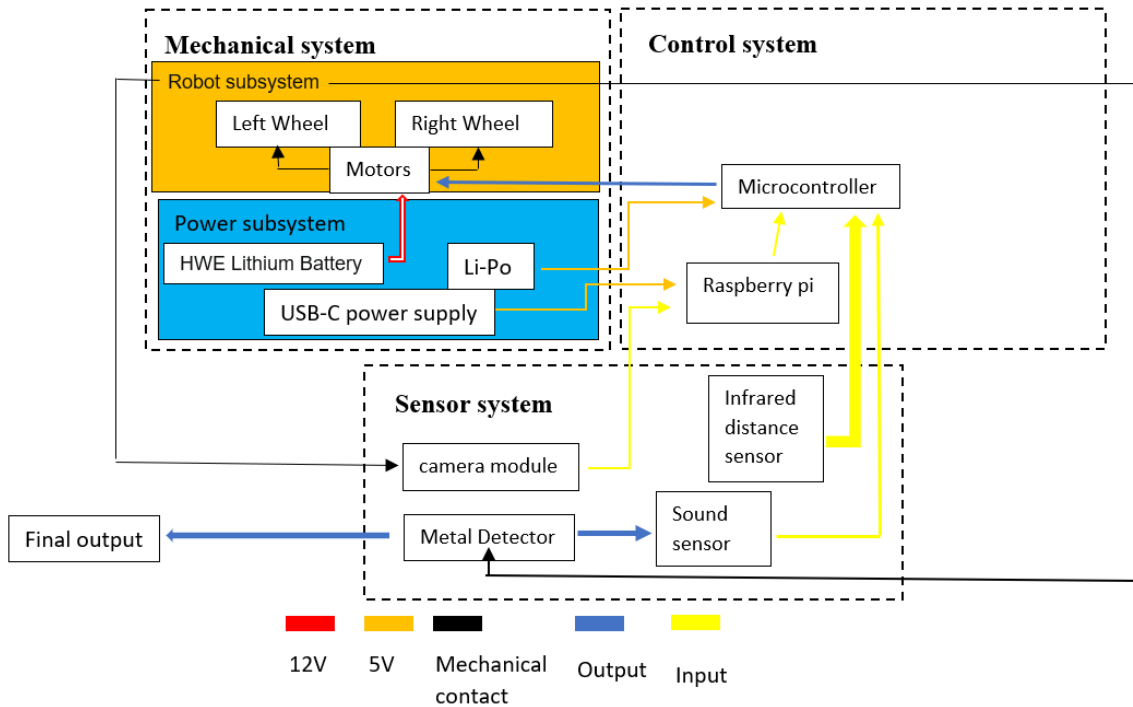 Mechanical system
Control system
Robot subsystem
Left Wheel
Right Wheel
Motors
Microcontroller
Power subsystem
HWE Lithium Battery
Li-Po
USB-C power supply
Raspberry pi
Sensor system
Infrared
distance
sensor
camera module
Final output
Metal Detector
Sound
sensor
12V
5V
Mechanical
contact
Output
Input